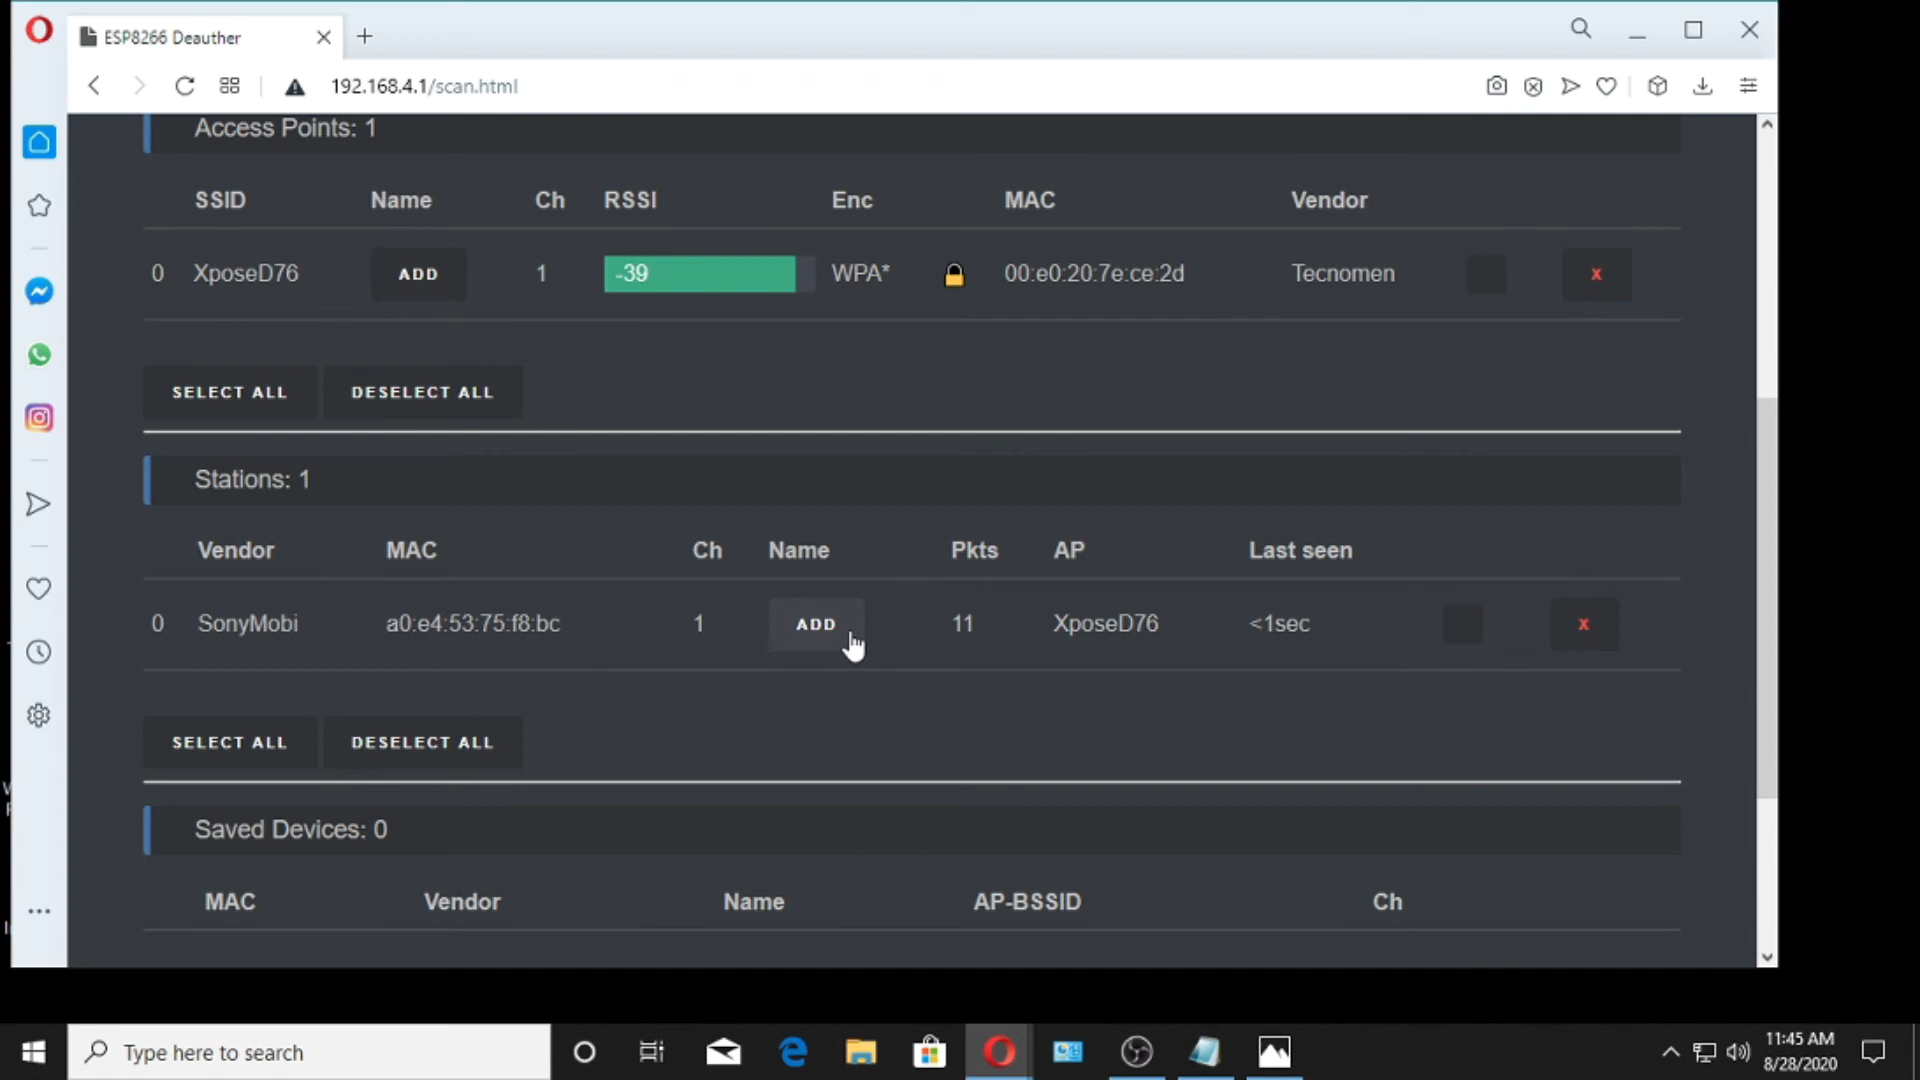 ESP8266 Deauther
192.168.4.1/scan.html
Access Points: 1
SSID Name Ch RSSI Enc MAC Vendor
0 XposeD76 ADD 1 -39 WPA* 00:e0:20:7e:ce:2d Tecnomen x
SELECT ALL DESELECT ALL
Stations: 1
Vendor MAC Ch Name Pkts AP Last seen
0 SonyMobi a0:e4:53:75:f8:bc 1 ADD 11 XposeD76 <1sec x
SELECT ALL DESELECT ALL
Saved Devices: 0
MAC Vendor Name AP-BSSID Ch
Type here to search
11:45 AM
8/28/2020